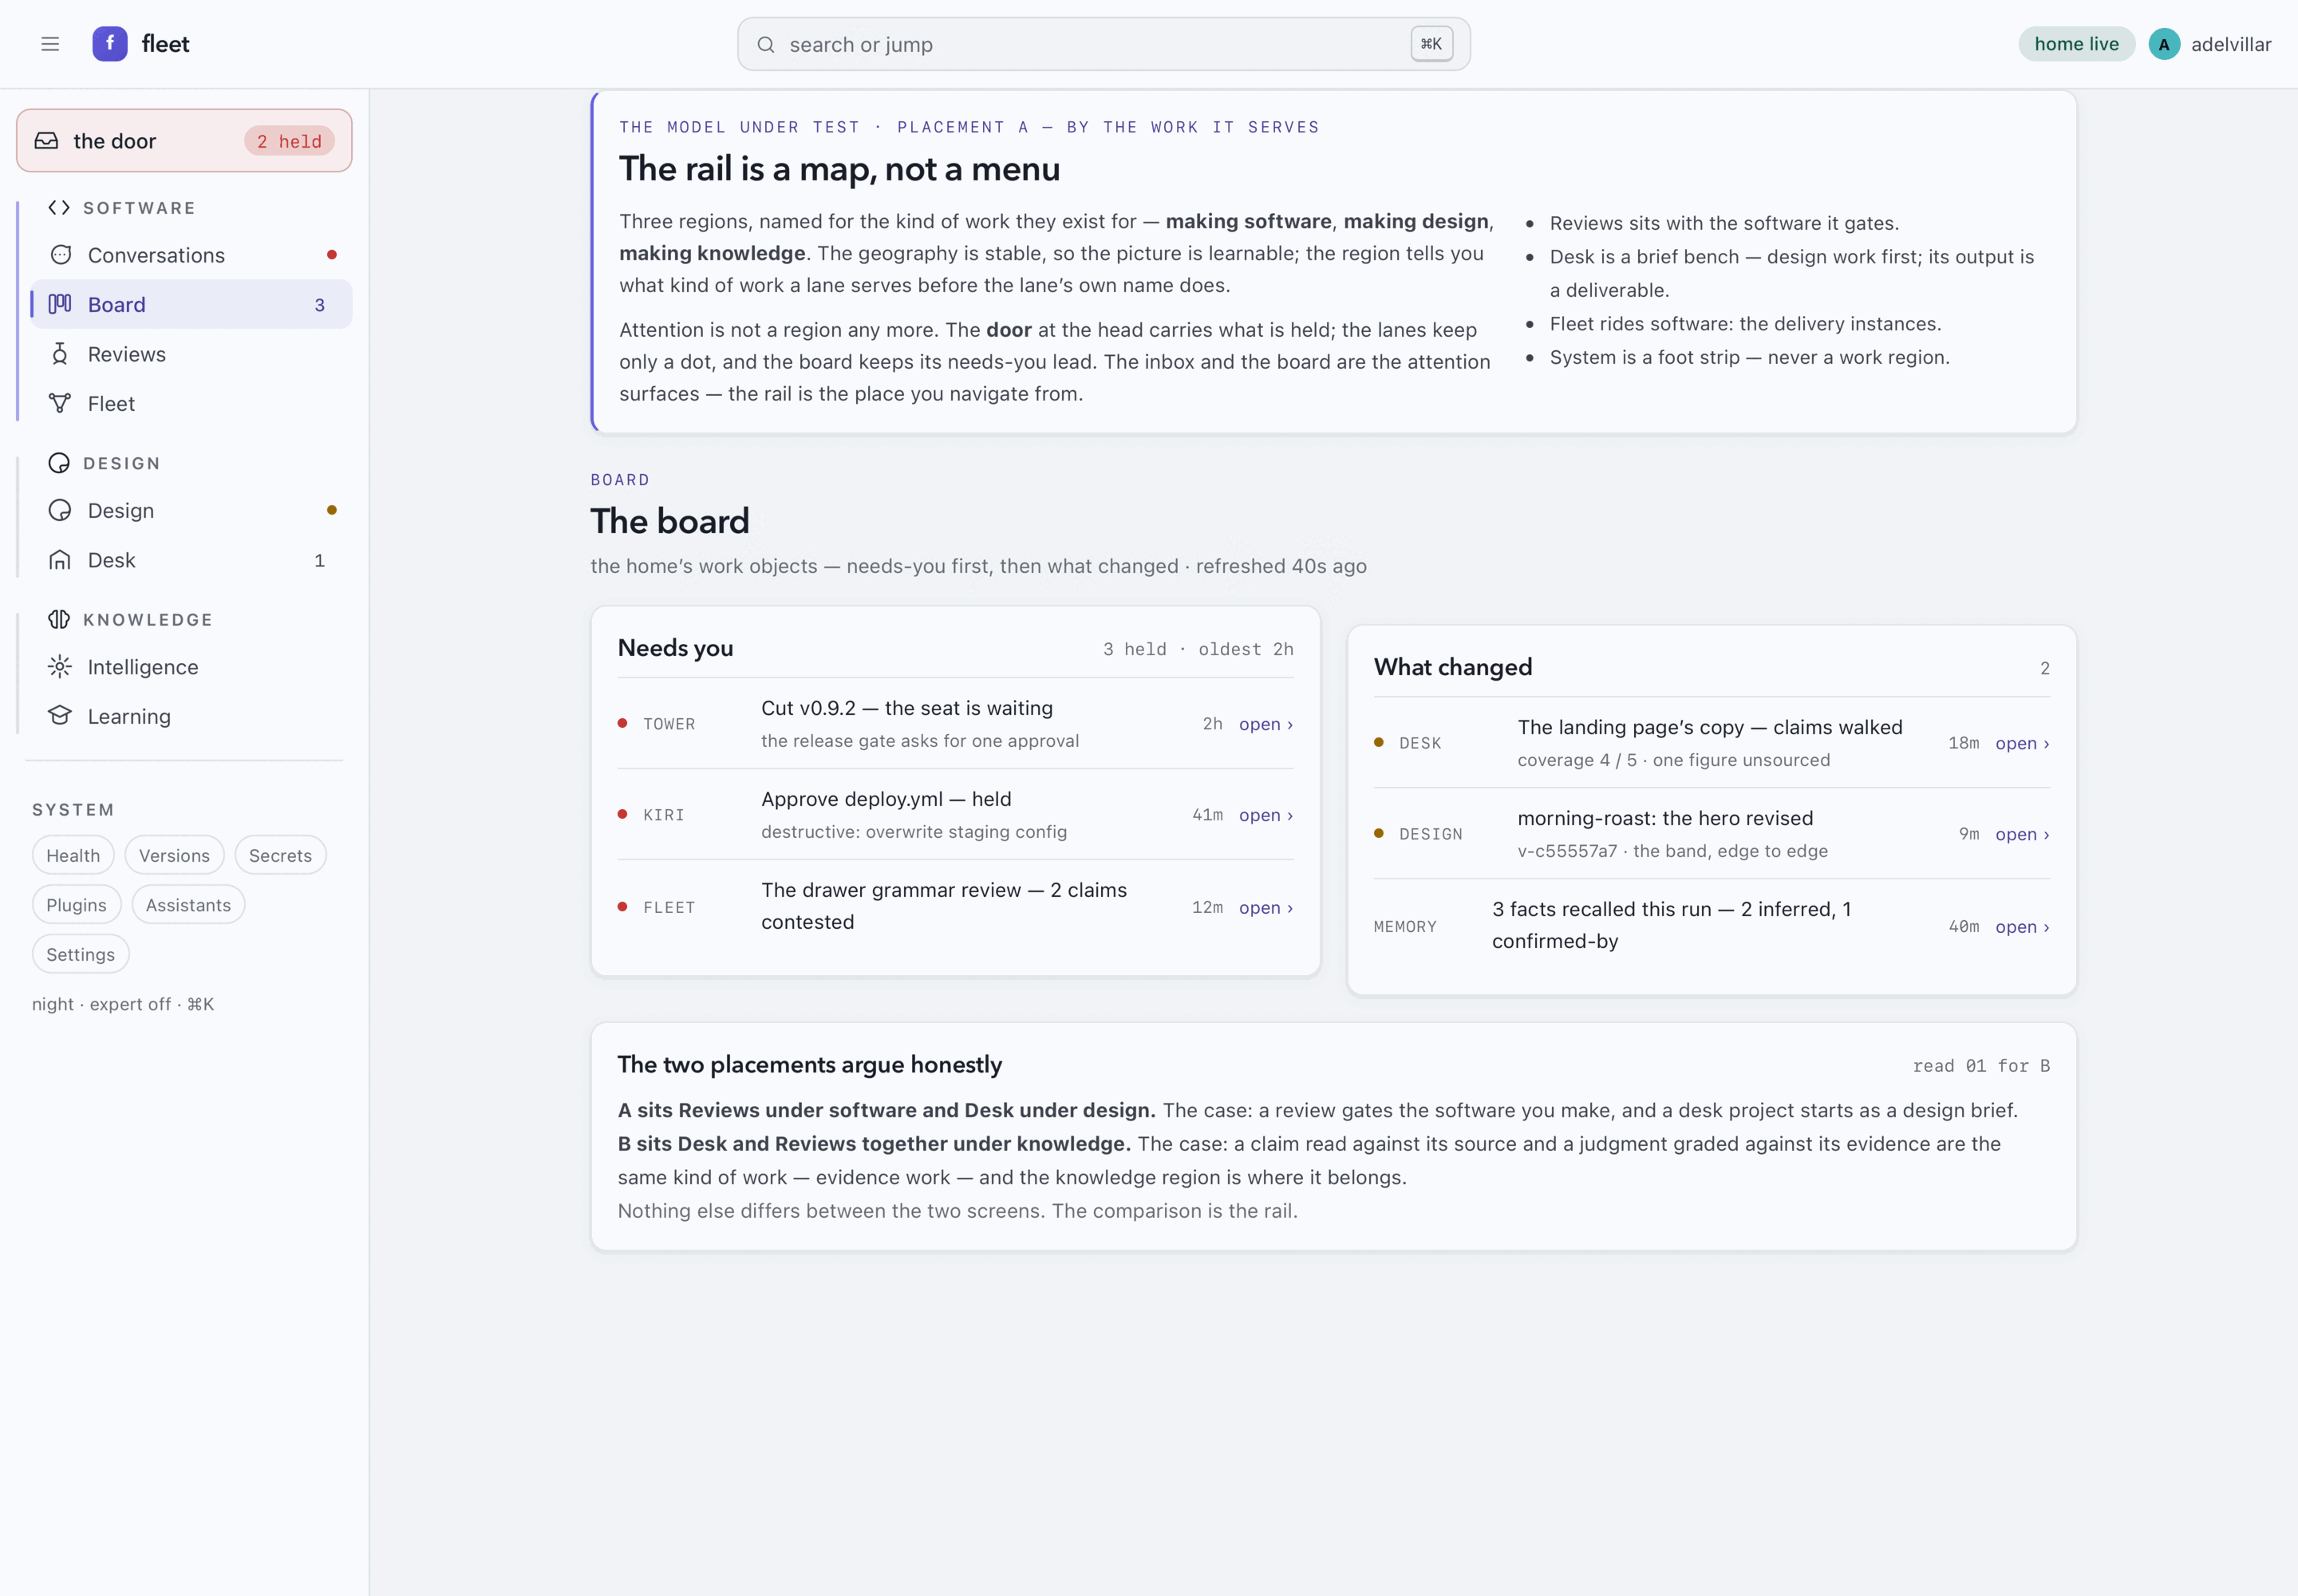 f fleet
search or jump ⌘K
home live A adelvillar
the door 2 held
SOFTWARE
Conversations
Board 3
Reviews
Fleet
DESIGN
Design
Desk 1
KNOWLEDGE
Intelligence
Learning
SYSTEM
Health Versions Secrets
Plugins Assistants
Settings
night · expert off · ⌘K
THE MODEL UNDER TEST · PLACEMENT A — BY THE WORK IT SERVES
The rail is a map, not a menu
Three regions, named for the kind of work they exist for — making software, making design,
making knowledge. The geography is stable, so the picture is learnable; the region tells you
what kind of work a lane serves before the lane’s own name does.
Attention is not a region any more. The door at the head carries what is held; the lanes keep
only a dot, and the board keeps its needs-you lead. The inbox and the board are the attention
surfaces — the rail is the place you navigate from.
• Reviews sits with the software it gates.
• Desk is a brief bench — design work first; its output is
a deliverable.
• Fleet rides software: the delivery instances.
• System is a foot strip — never a work region.
BOARD
The board
the home’s work objects — needs-you first, then what changed · refreshed 40s ago
Needs you 3 held · oldest 2h
TOWER Cut v0.9.2 — the seat is waiting 2h open ›
the release gate asks for one approval
KIRI Approve deploy.yml — held 41m open ›
destructive: overwrite staging config
FLEET The drawer grammar review — 2 claims 12m open ›
contested
What changed 2
DESK The landing page’s copy — claims walked 18m open ›
coverage 4 / 5 · one figure unsourced
DESIGN morning-roast: the hero revised 9m open ›
v-c55557a7 · the band, edge to edge
MEMORY 3 facts recalled this run — 2 inferred, 1 40m open ›
confirmed-by
The two placements argue honestly read 01 for B
A sits Reviews under software and Desk under design. The case: a review gates the software you make, and a desk project starts as a design brief.
B sits Desk and Reviews together under knowledge. The case: a claim read against its source and a judgment graded against its evidence are the
same kind of work — evidence work — and the knowledge region is where it belongs.
Nothing else differs between the two screens. The comparison is the rail.